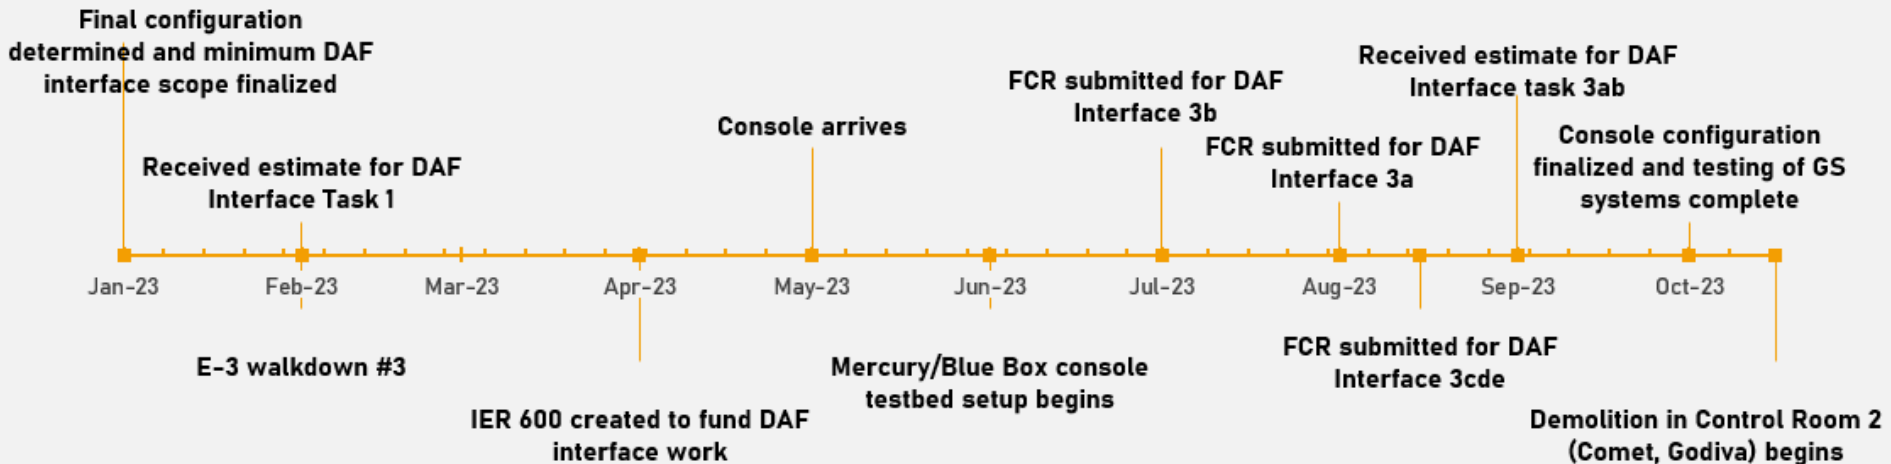 Final configuration
determined and minimum DAF
interface scope finalized
Received estimate for DAF
Interface Task 1
Console arrives
FCR submitted for DAF
Interface 3b
FCR submitted for DAF
Interface 3a
Received estimate for DAF
Interface task 3ab
Console configuration
finalized and testing of GS
systems complete
Jan-23
Feb-23
Mar-23
Apr-23
May-23
Jun-23
Jul-23
Aug-23
Sep-23
Oct-23
E-3 walkdown #3
IER 600 created to fund DAF
interface work
Mercury/Blue Box console
testbed setup begins
FCR submitted for DAF
Interface 3cde
Demolition in Control Room 2
(Comet, Godiva) begins